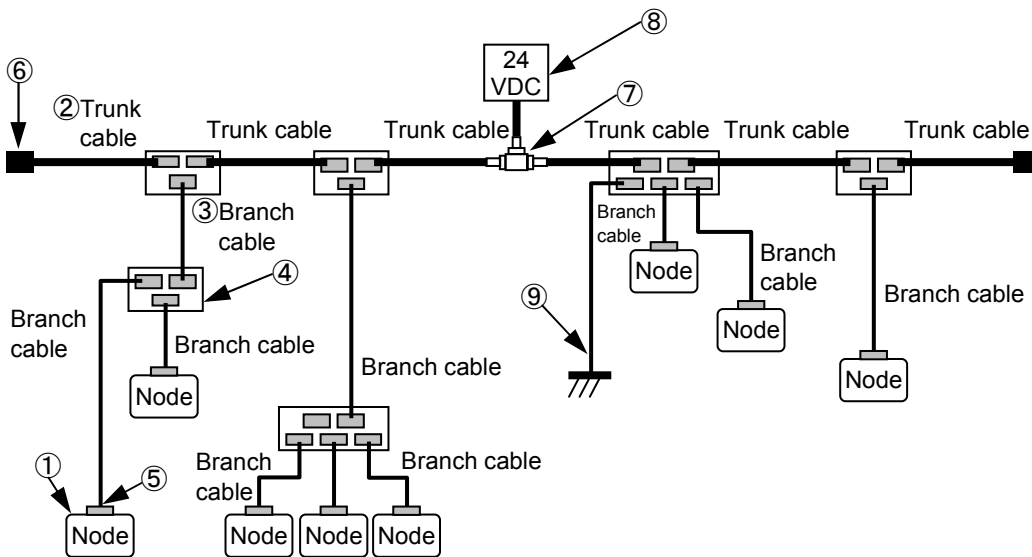 ⑧
24
VDC
⑥
⑦
②Trunk
cable
Trunk cable
Trunk cable
Trunk cable
Trunk cable
Trunk cable
③Branch
cable
Branch
cable
Node
Branch
cable
Node
④
⑨
Branch cable
Branch
cable
Branch cable
Node
Branch cable
Node
Branch
cable
Branch cable
①
⑤
Node
Node
Node
Node